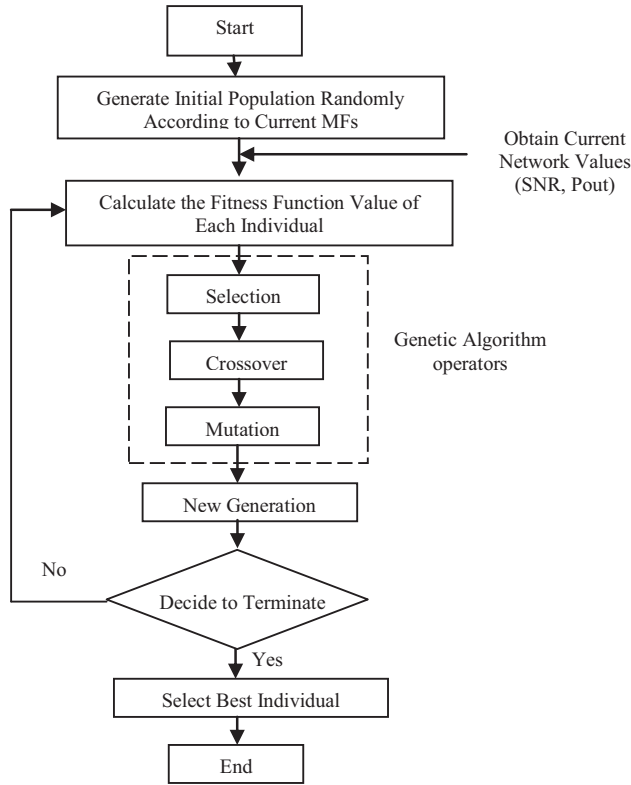 Start
Generate Initial Population Randomly
According to Current MFs
Obtain Current
Network Values
(SNR, Pout)
Calculate the Fitness Function Value of
Each Individual
Selection
Crossover
Mutation
Genetic Algorithm
operators
New Generation
No
Decide to Terminate
Yes
Select Best Individual
End